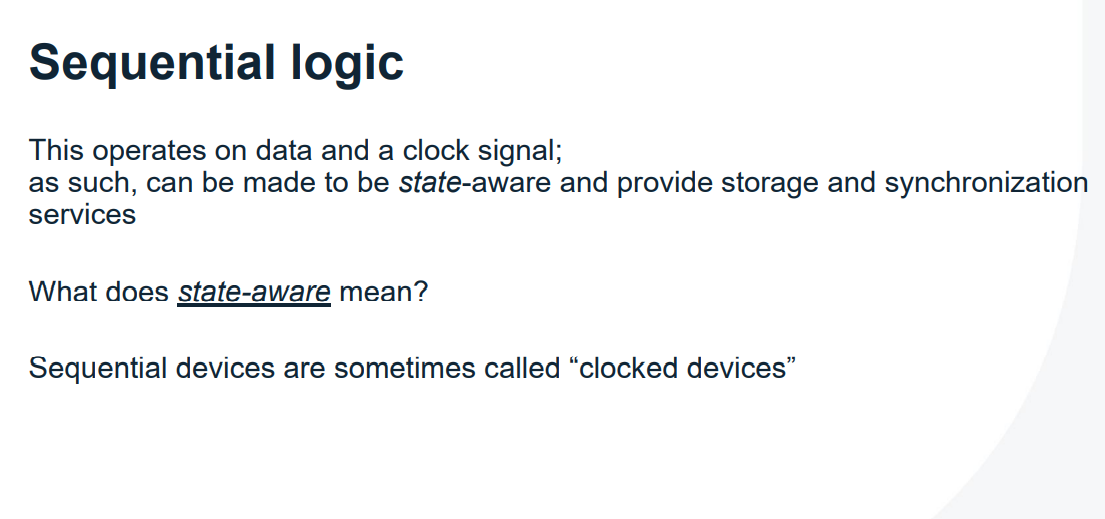 Sequential logic
This operates on data and a clock signal;
as such, can be made to be state-aware and provide storage and synchronization
services
What does state-aware mean?
Sequential devices are sometimes called “clocked devices”